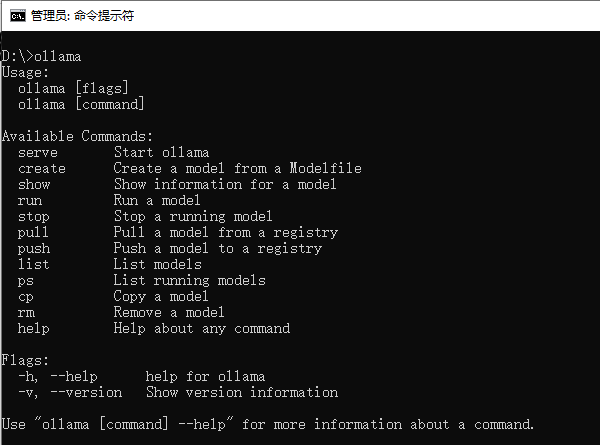 管理员: 命令提示符
D:\>ollama
Usage:
  ollama [flags]
  ollama [command]

Available Commands:
  serve       Start ollama
  create      Create a model from a Modelfile
  show        Show information for a model
  run         Run a model
  stop        Stop a running model
  pull        Pull a model from a registry
  push        Push a model to a registry
  list        List models
  ps          List running models
  cp          Copy a model
  rm          Remove a model
  help        Help about any command

Flags:
  -h, --help      help for ollama
  -v, --version   Show version information

Use "ollama [command] --help" for more information about a command.